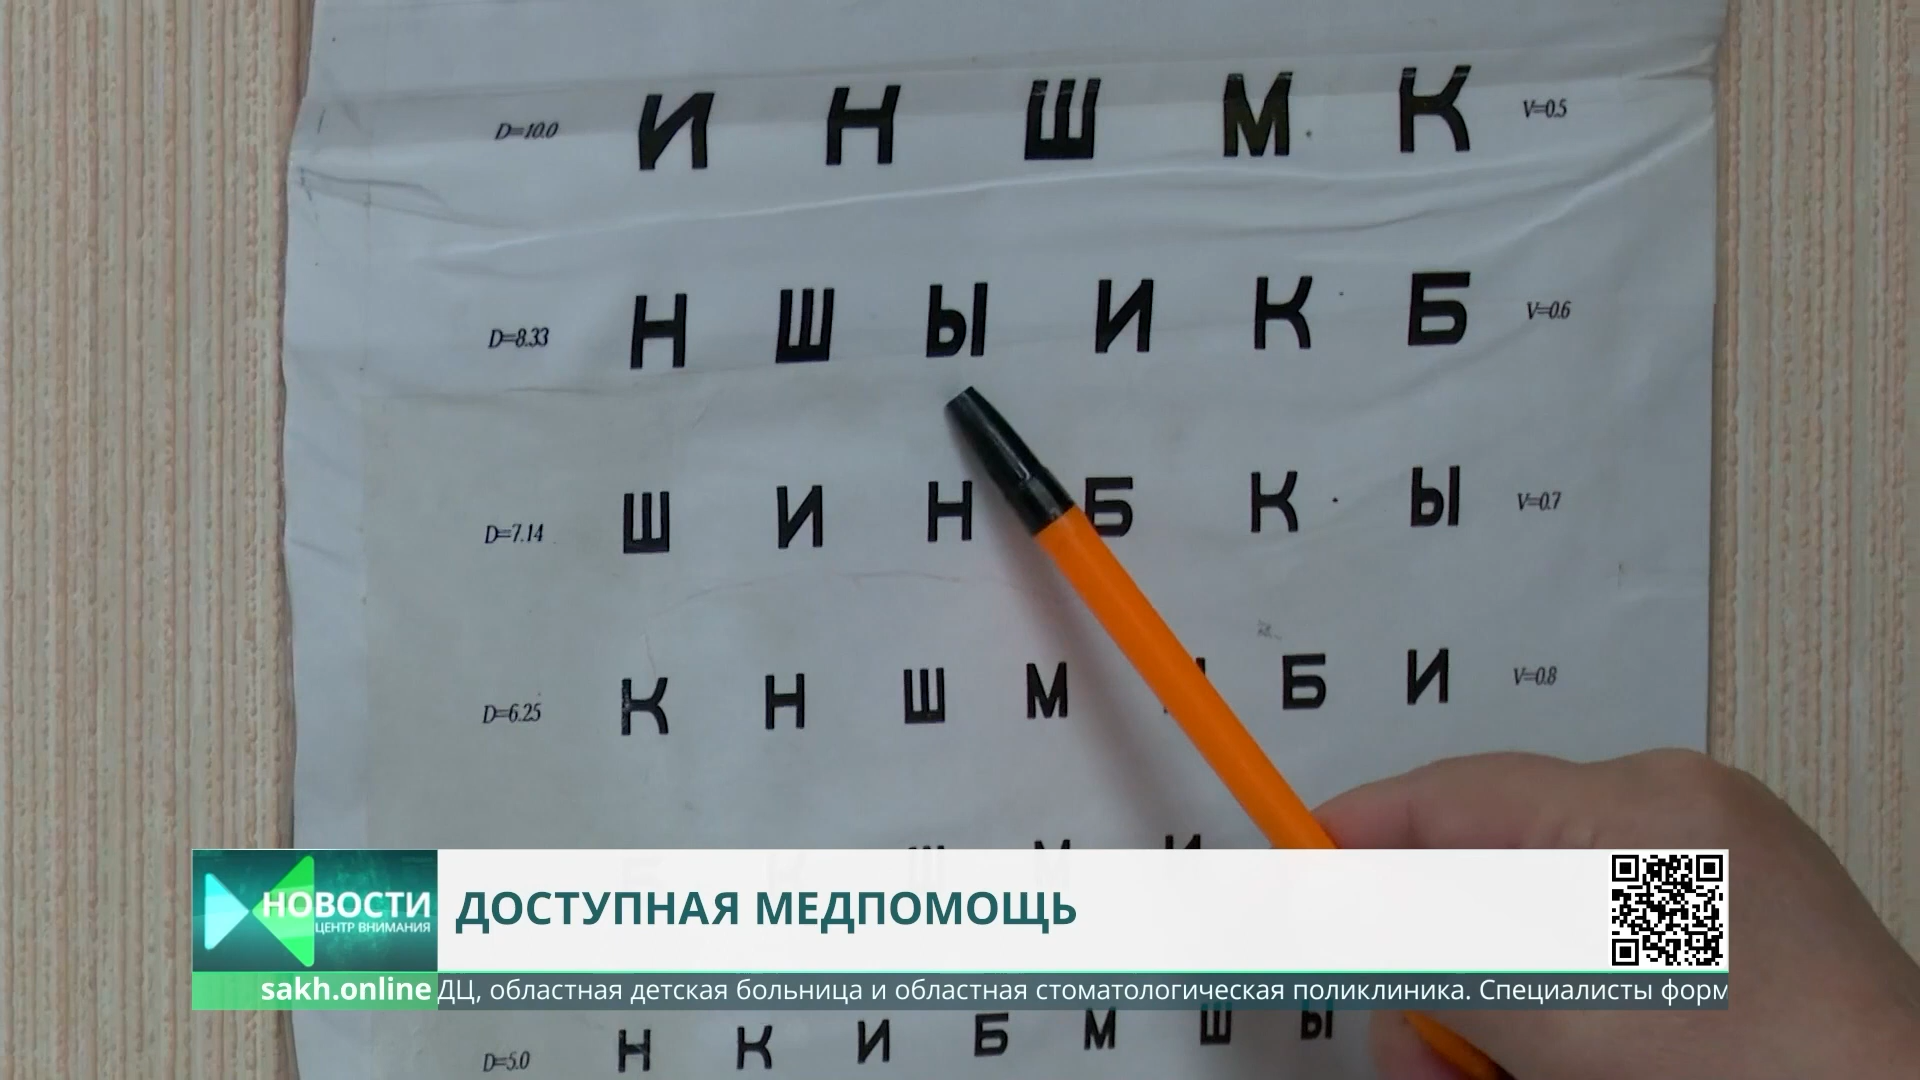 D=10.0 И Н Ш М К V=0.5
D=8.33 Н Ш Ы И К Б V=0.6
D=7.14 Ш И Н Б К Ы V=0.7
D=6.25 К Н Ш М Б И V=0.8
Ш М И
НОВОСТИ
ЦЕНТР ВНИМАНИЯ
ДОСТУПНАЯ МЕДПОМОЩЬ
sakh.online
ДЦ, областная детская больница и областная стоматологическая поликлиника. Специалисты форм
D=5.0 Н К И Б М Ш Ы